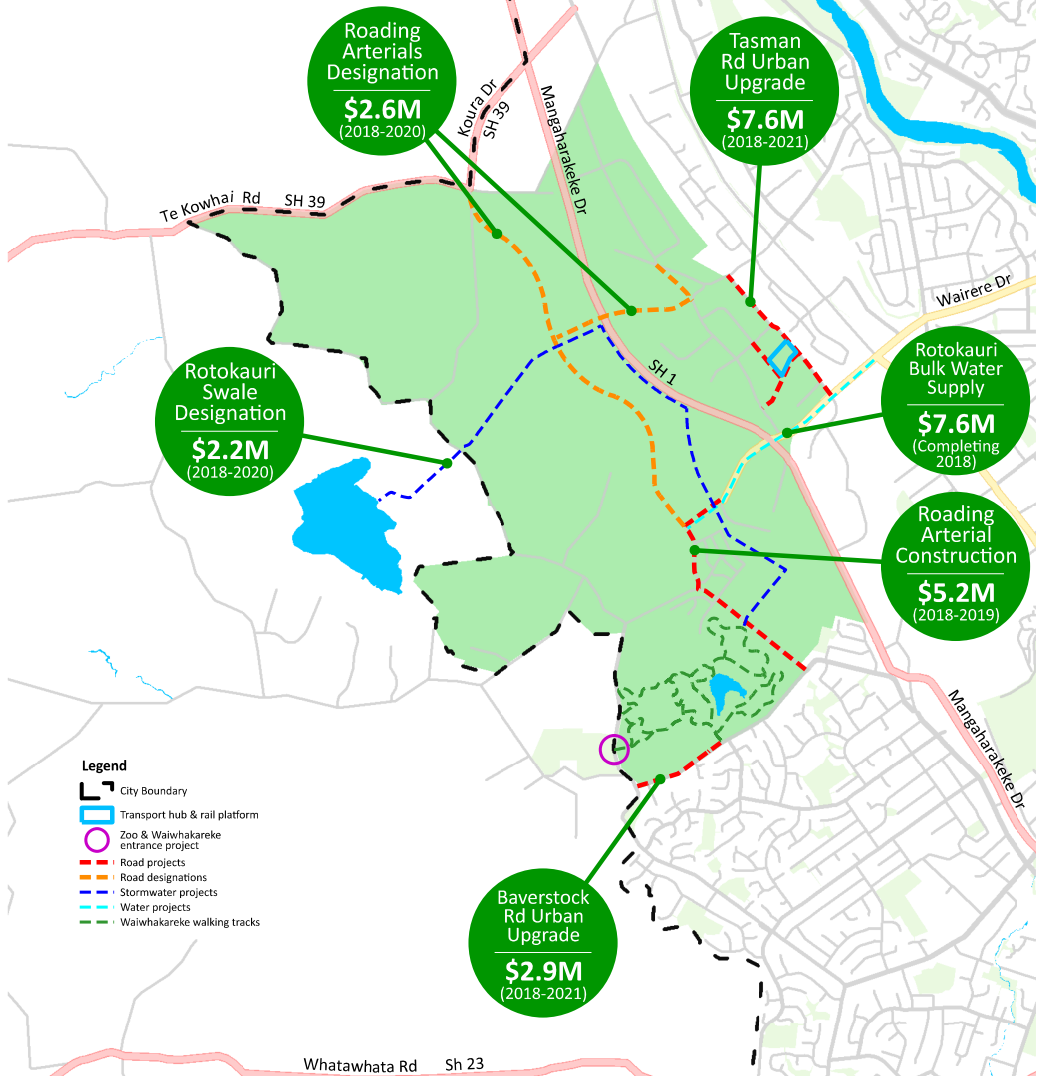 Roading
Arterials
Designation
$2.6M
(2018-2020)
Tasman
Rd Urban
Upgrade
$7.6M
(2018-2021)
Koura Dr
SH 39
Mangaharakeke Dr
Te Kowhai Rd SH 39
Wairere Dr
SH 1
Rotokauri
Bulk Water
Supply
$7.6M
(Completing
2018)
Rotokauri
Swale
Designation
$2.2M
(2018-2020)
Roading
Arterial
Construction
$5.2M
(2018-2019)
Mangaharakeke Dr
Legend
City Boundary
Transport hub & rail platform
Zoo & Waiwhakareke
entrance project
Road projects
Road designations
Stormwater projects
Water projects
Waiwhakareke walking tracks
Baverstock
Rd Urban
Upgrade
$2.9M
(2018-2021)
Whatawhata Rd Sh 23